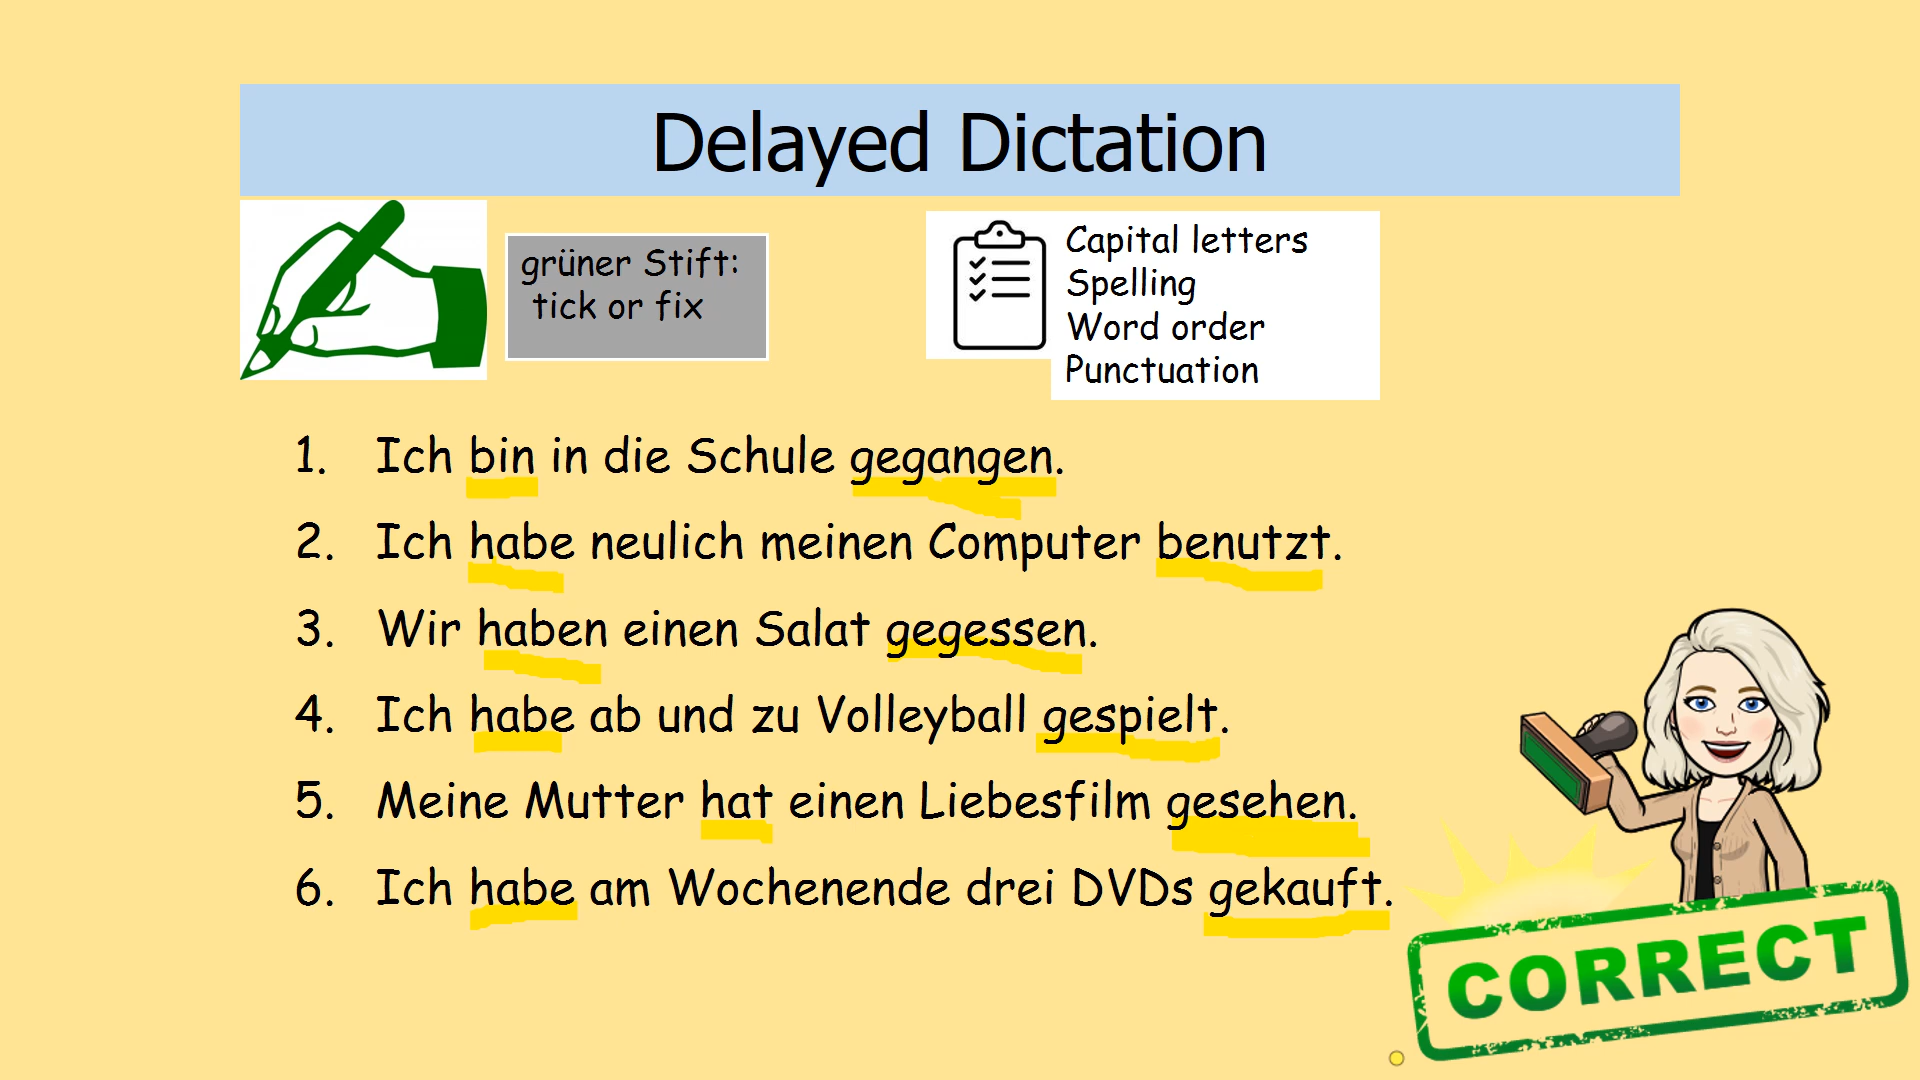 Delayed Dictation
grüner Stift:
tick or fix
Capital letters
Spelling
Word order
Punctuation
1. Ich bin in die Schule gegangen.
2. Ich habe neulich meinen Computer benutzt.
3. Wir haben einen Salat gegessen.
4. Ich habe ab und zu Volleyball gespielt.
5. Meine Mutter hat einen Liebesfilm gesehen.
6. Ich habe am Wochenende drei DVDs gekauft.
CORRECT